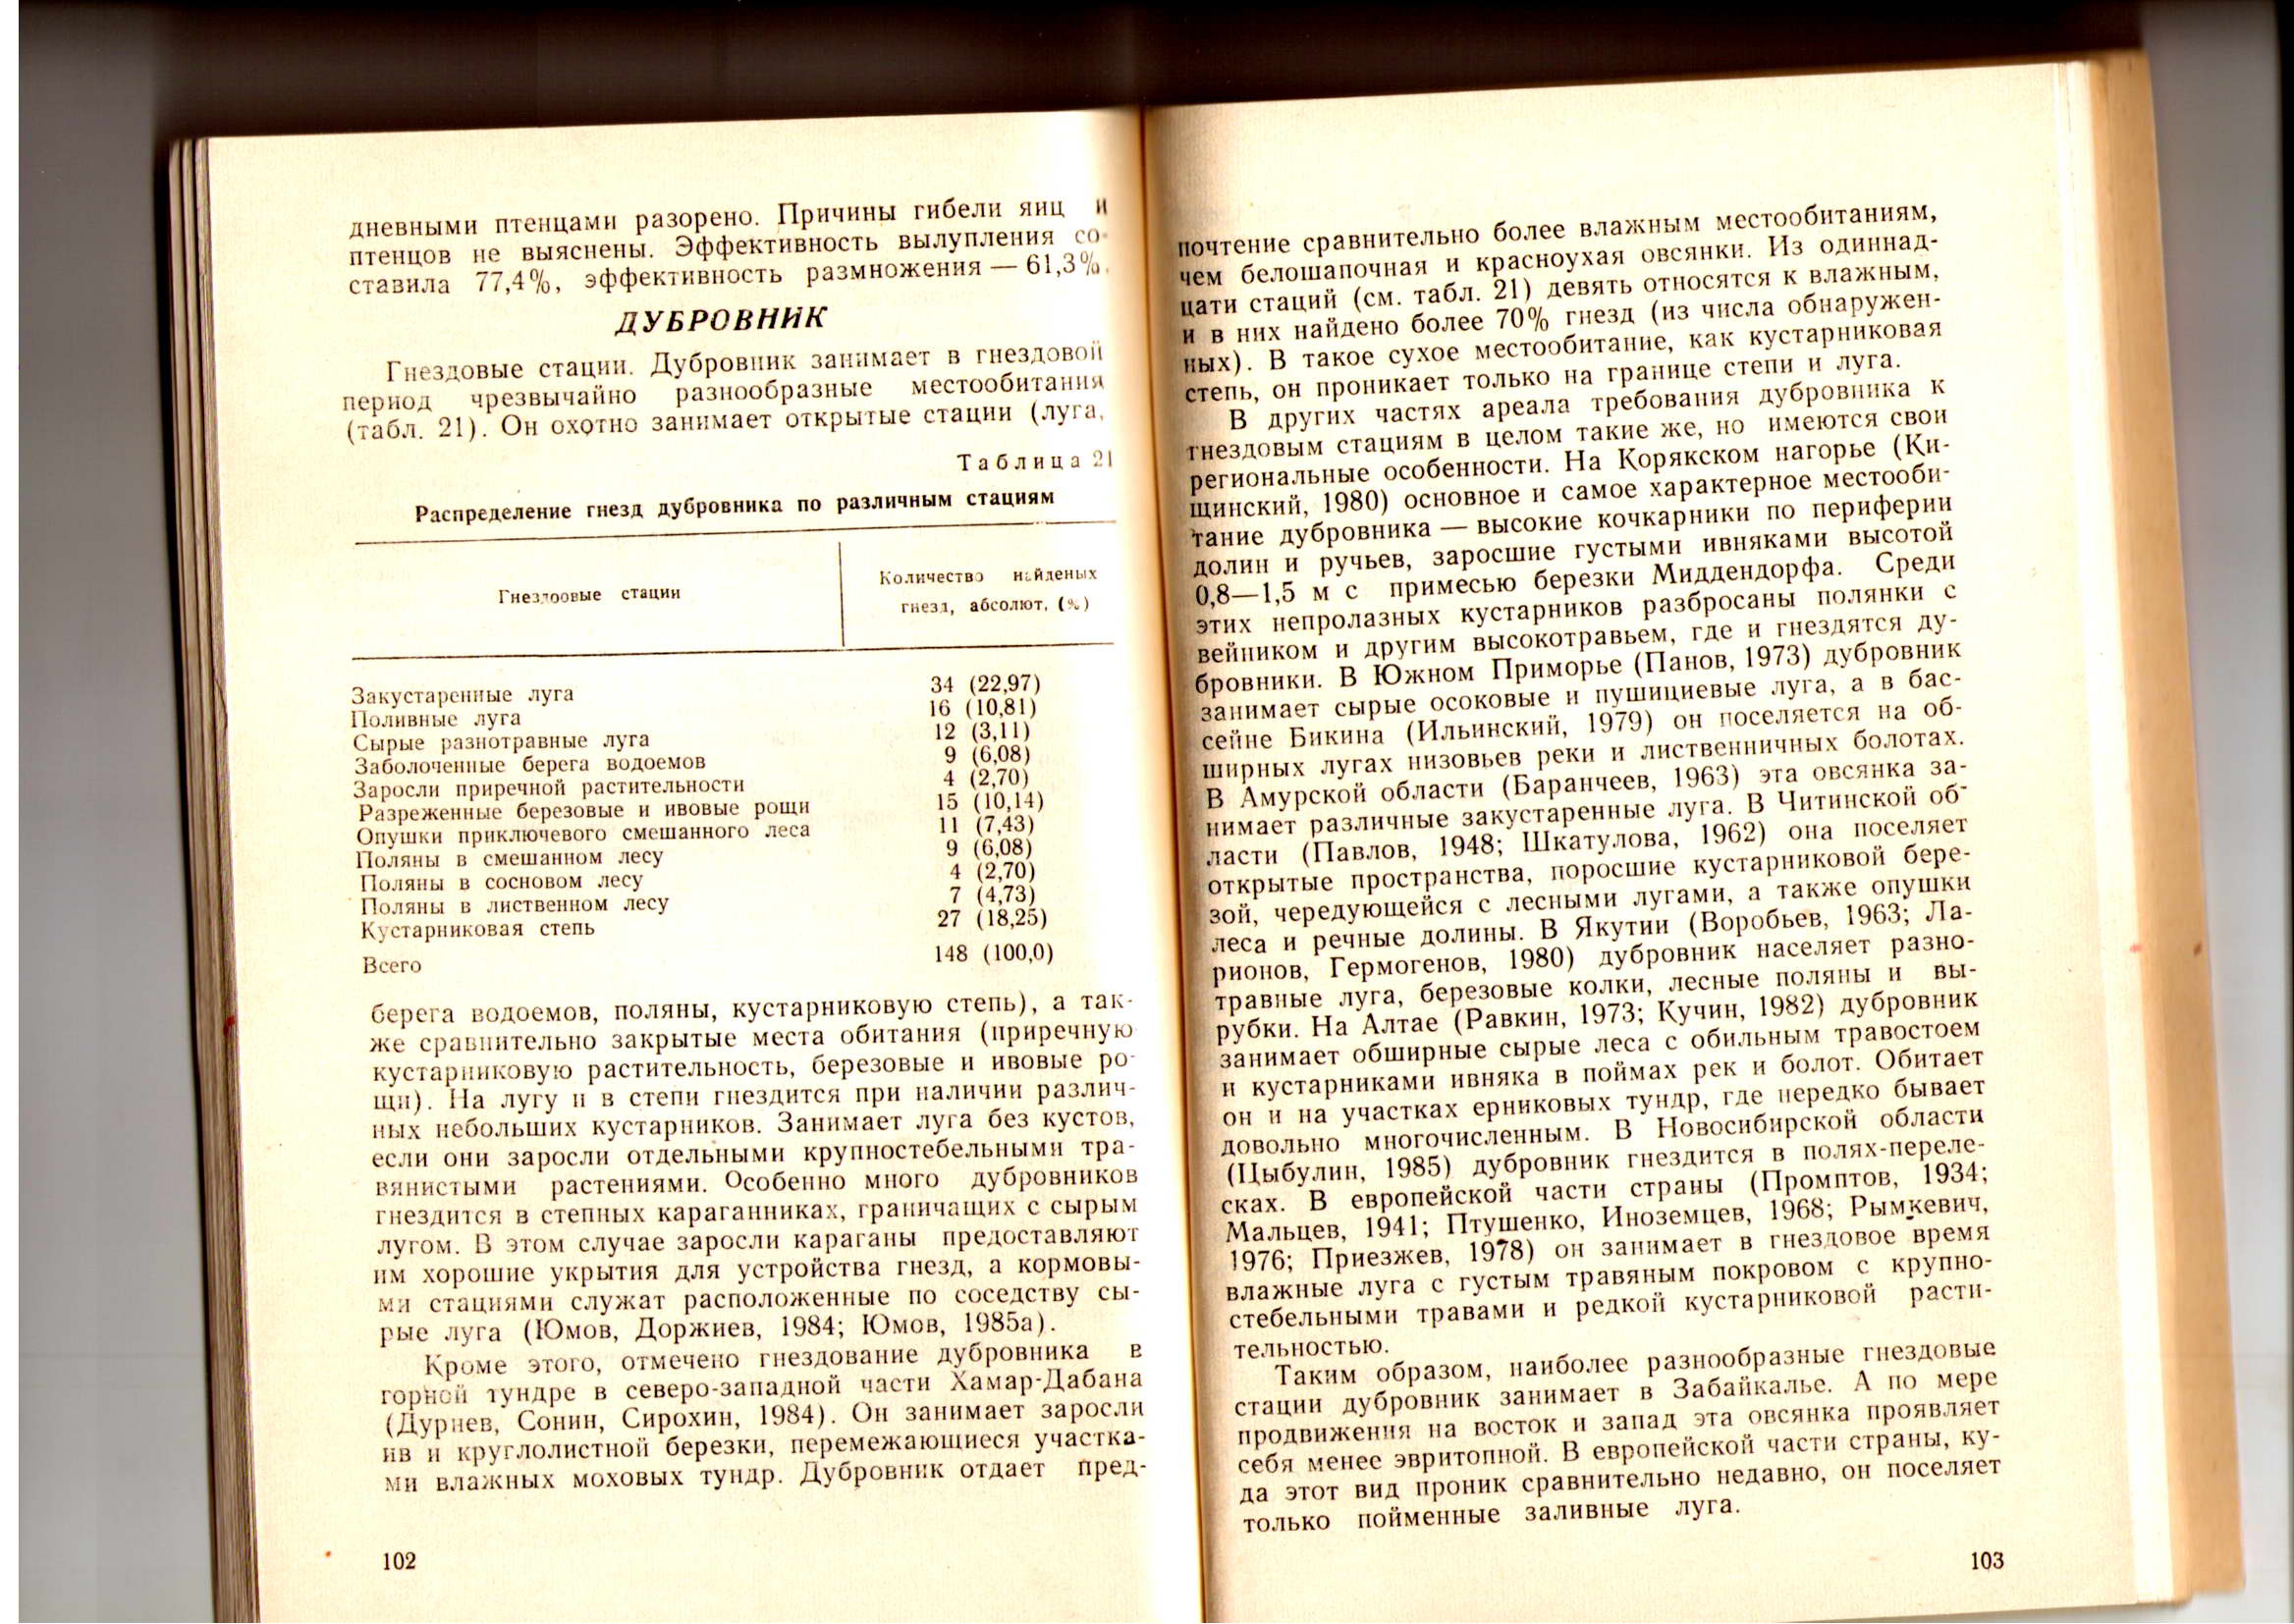 дневными птенцами разорено. Причины гибели яиц и
птенцов не выяснены. Эффективность вылупления со-
ставила 77,4%, эффективность размножения — 61,3%.
ДУБРОВНИК
Гнездовые стации. Дубровник занимает в гнездовой
период чрезвычайно разнообразные местообитания
(табл. 21). Он охотно занимает открытые стации (луга,
Таблица 21
Распределение гнезд дубровника по различным стациям
Гнездоовые стации
Количество найденых
гнезд, абсолют, (%)
Закустаренные луга 34 (22,97)
Поливные луга 16 (10,81)
Сырые разнотравные луга 12 (3,11)
Заболоченные берега водоемов 9 (6,08)
Заросли приречной растительности 4 (2,70)
Разреженные березовые и ивовые рощи 15 (10,14)
Опушки приключевого смешанного леса 11 (7,43)
Поляны в смешанном лесу 9 (6,08)
Поляны в сосновом лесу 4 (2,70)
Поляны в лиственном лесу 7 (4,73)
Кустарниковая степь 27 (18,25)
Всего 148 (100,0)
берега водоемов, поляны, кустарниковую степь), а так-
же сравнительно закрытые места обитания (приречную
кустарниковую растительность, березовые и ивовые ро-
щи). На лугу и в степи гнездится при наличии различ-
ных небольших кустарников. Занимает луга без кустов,
если они заросли отдельными крупностебельными тра-
вянистыми растениями. Особенно много дубровников
гнездится в степных караганниках, граничащих с сырым
лугом. В этом случае заросли караганы предоставляют
им хорошие укрытия для устройства гнезд, а кормовы-
ми стациями служат расположенные по соседству сы-
рые луга (Юмов, Доржиев, 1984; Юмов, 1985а).
Кроме этого, отмечено гнездование дубровника в
горной тундре в северо-западной части Хамар-Дабана
(Дурнев, Сонин, Сирохин, 1984). Он занимает заросли
ив и круглолистной березки, перемежающиеся участка-
ми влажных моховых тундр. Дубровник отдает пред-
102
почтение сравнительно более влажным местообитаниям,
чем белошапочная и красноухая овсянки. Из одиннад-
цати стаций (см. табл. 21) девять относятся к влажным,
и в них найдено более 70% гнезд (из числа обнаружен-
ных). В такое сухое местообитание, как кустарниковая
степь, он проникает только на границе степи и луга.
В других частях ареала требования дубровника к
гнездовым стациям в целом такие же, но имеются свои
региональные особенности. На Корякском нагорье (Ки-
щинский, 1980) основное и самое характерное местооби-
тание дубровника — высокие кочкарники по периферии
долин и ручьев, заросшие густыми ивняками высотой
0,8—1,5 м с примесью березки Миддендорфа. Среди
этих непролазных кустарников разбросаны полянки с
вейником и другим высокотравьем, где и гнездятся ду-
бровники. В Южном Приморье (Панов, 1973) дубровник
занимает сырые осоковые и пушициевые луга, а в бас-
сейне Бикина (Ильинский, 1979) он поселяется на об-
ширных лугах низовьев реки и лиственничных болотах.
В Амурской области (Баранчеев, 1963) эта овсянка за-
нимает различные закустаренные луга. В Читинской об-
ласти (Павлов, 1948; Шкатулова, 1962) она поселяет
открытые пространства, поросшие кустарниковой бере-
зой, чередующейся с лесными лугами, а также опушки
леса и речные долины. В Якутии (Воробьев, 1963; Ла-
рионов, Гермогенов, 1980) дубровник населяет разно-
травные луга, березовые колки, лесные поляны и вы-
рубки. На Алтае (Равкин, 1973; Кучин, 1982) дубровник
занимает обширные сырые леса с обильным травостоем
и кустарниками ивняка в поймах рек и болот. Обитает
он и на участках ерниковых тундр, где нередко бывает
довольно многочисленным. В Новосибирской области
(Цыбулин, 1985) дубровник гнездится в полях-переле-
сках. В европейской части страны (Промптов, 1934;
Мальцев, 1941; Птушенко, Иноземцев, 1968; Рымкевич,
1976; Приезжев, 1978) он занимает в гнездовое время
влажные луга с густым травяным покровом с крупно-
стебельными травами и редкой кустарниковой расти-
тельностью.
Таким образом, наиболее разнообразные гнездовые
стации дубровник занимает в Забайкалье. А по мере
продвижения на восток и запад эта овсянка проявляет
себя менее эвритопной. В европейской части страны, ку-
да этот вид проник сравнительно недавно, он поселяет
только пойменные заливные луга.
103